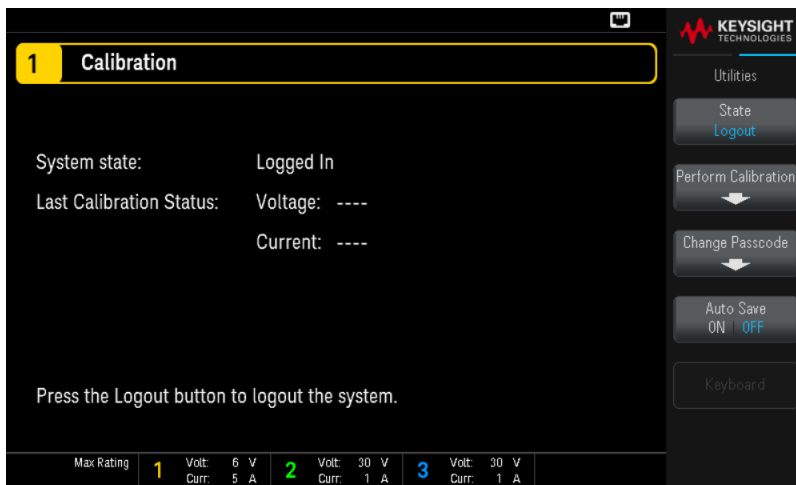 KEYSIGHT
TECHNOLOGIES
1 Calibration
Utilities
State
Logout
System state: Logged In
Perform Calibration
Last Calibration Status: Voltage: ----
Current: ----
Change Passcode
Auto Save
ON | OFF
Keyboard
Press the Logout button to logout the system.
Max Rating 1 Volt: 6 V 2 Volt: 30 V 3 Volt: 30 V
Curr: 5 A Curr: 1 A Curr: 1 A